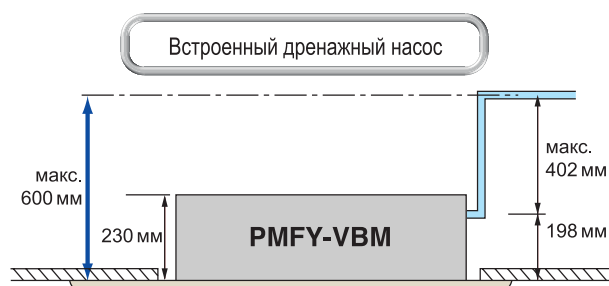 Встроенный дренажный насос
макс.
600 мм
макс.
402 мм
230 мм
PMFY-VBM
198 мм